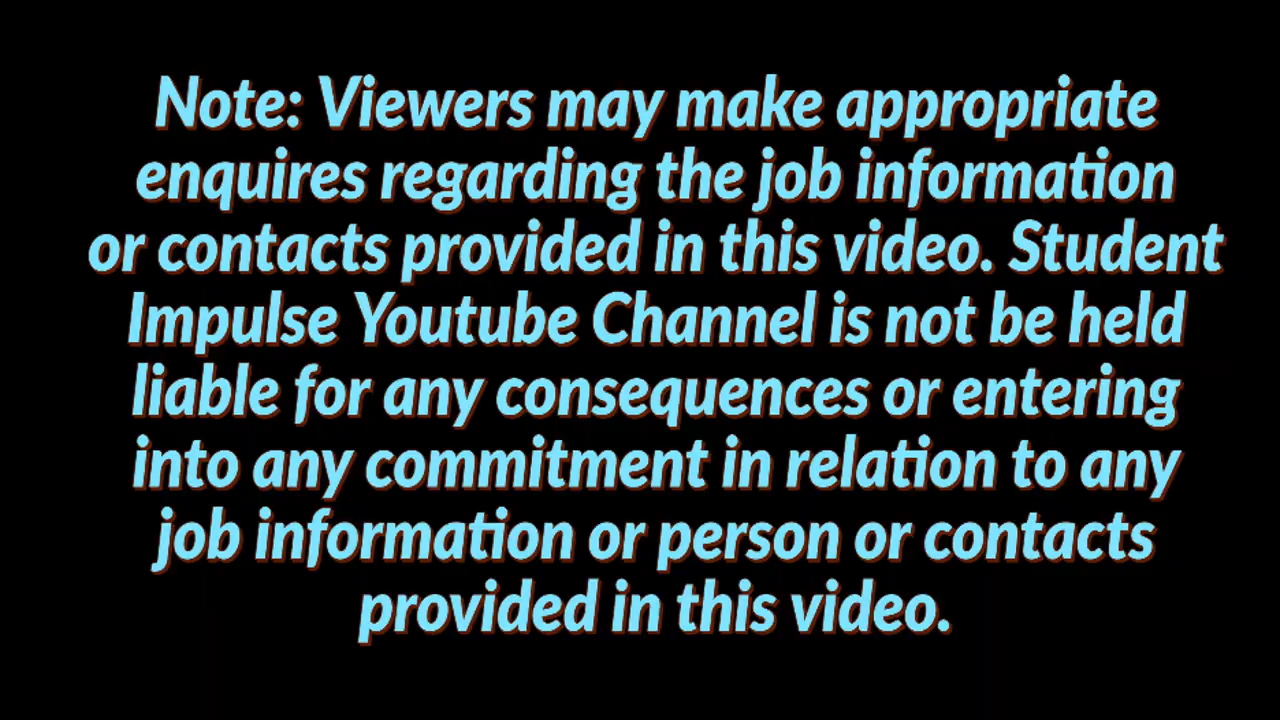 Note: Viewers may make appropriate
enquires regarding the job information
or contacts provided in this video. Student
Impulse Youtube Channel is not be held
liable for any consequences or entering
into any commitment in relation to any
job information or person or contacts
provided in this video.